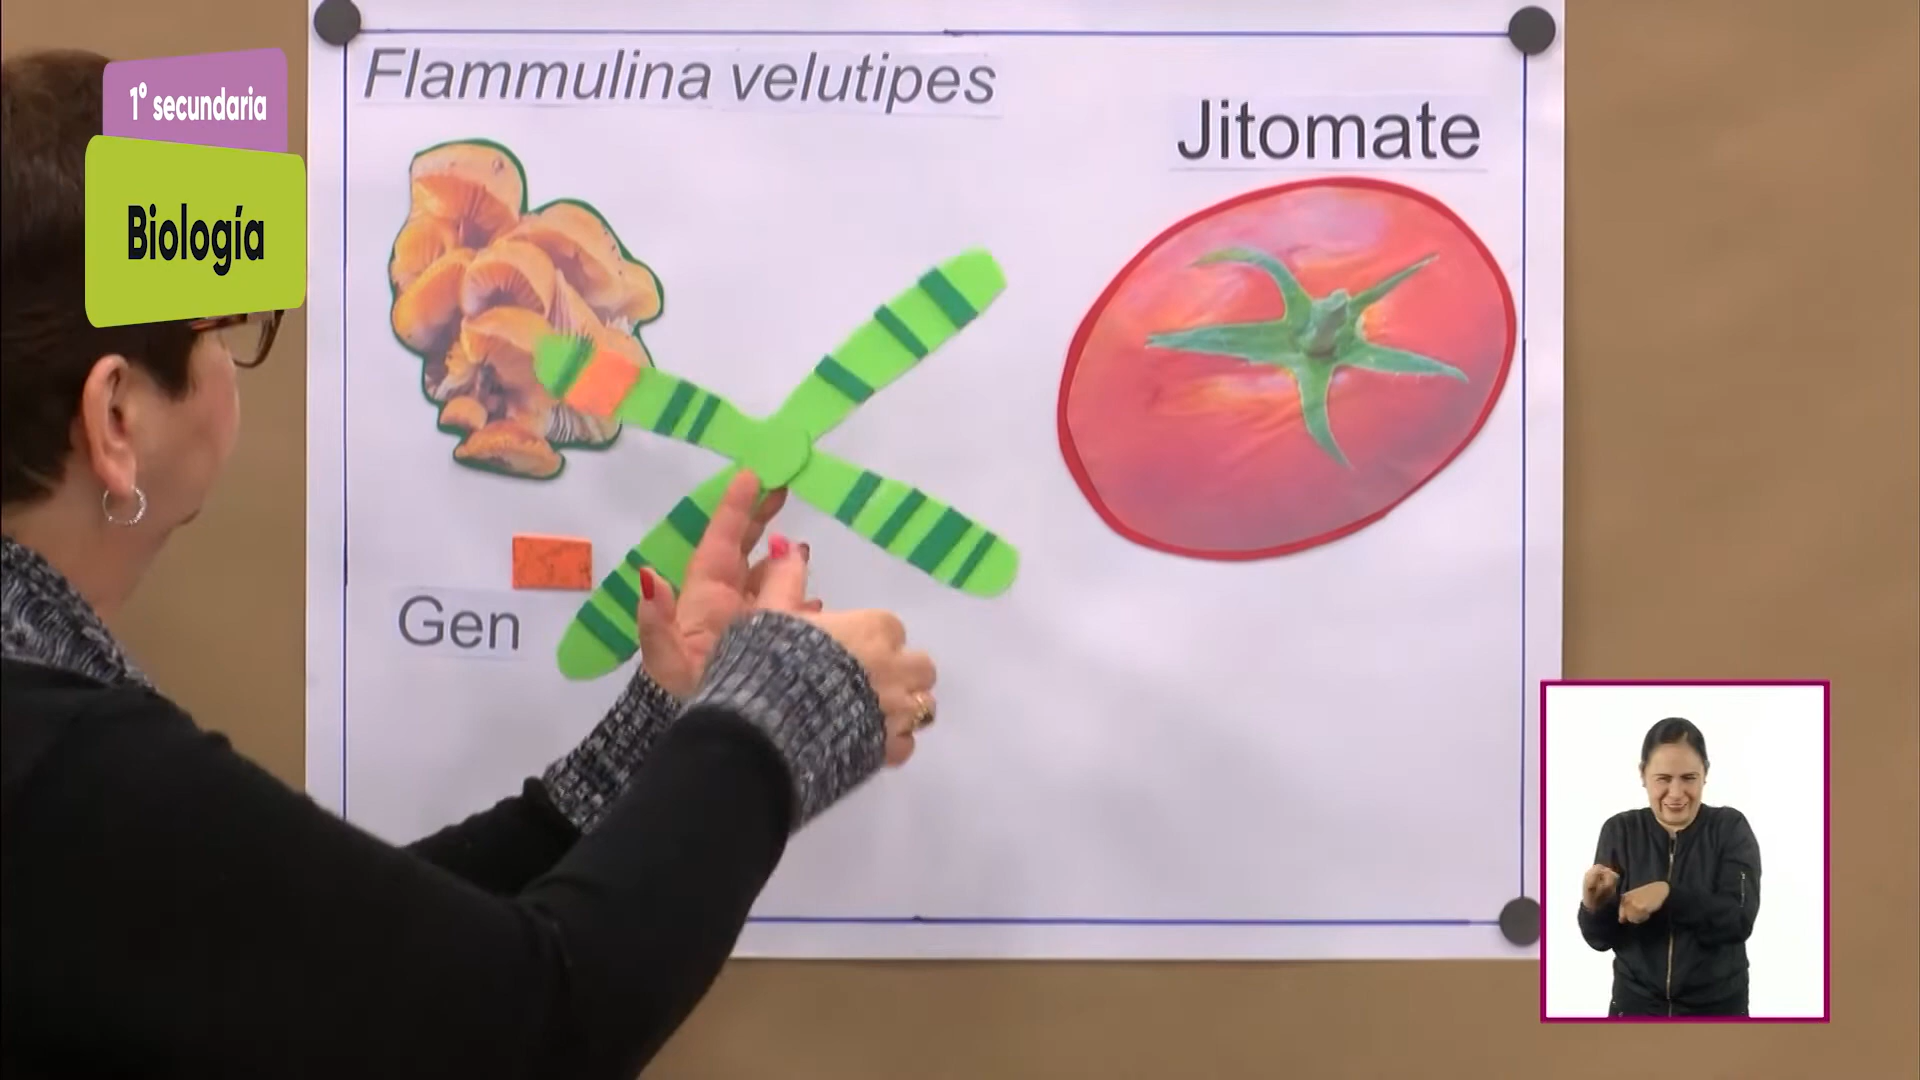 1° secundaria
Biología
Flammulina velutipes
Jitomate
Gen